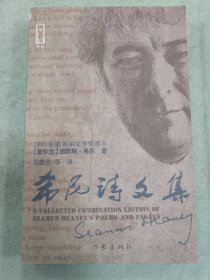 1995年诺贝尔文学奖得主
[爱尔兰] 西默斯·希尼 著
吴德安 等 译
希尼诗文集
A COLLECTED COMBINATION EDITION OF
SEAMUS HEANEY'S POEMS AND ESSAYS
Seamus Heaney
作家出版社